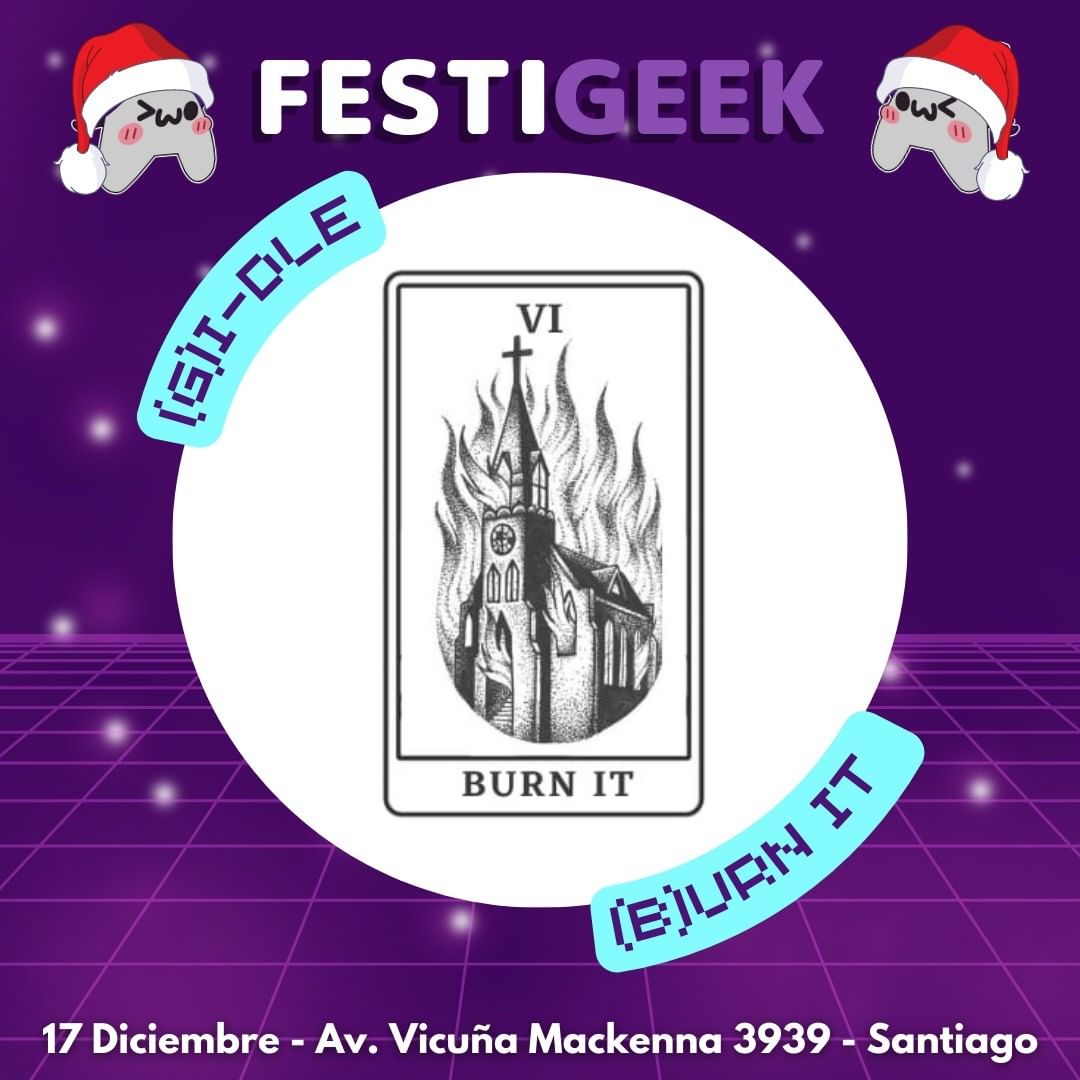 FESTIGEEK
(G)I-DLE
VI
BURN IT
(B)URN IT
17 Diciembre - Av. Vicuña Mackenna 3939 - Santiago